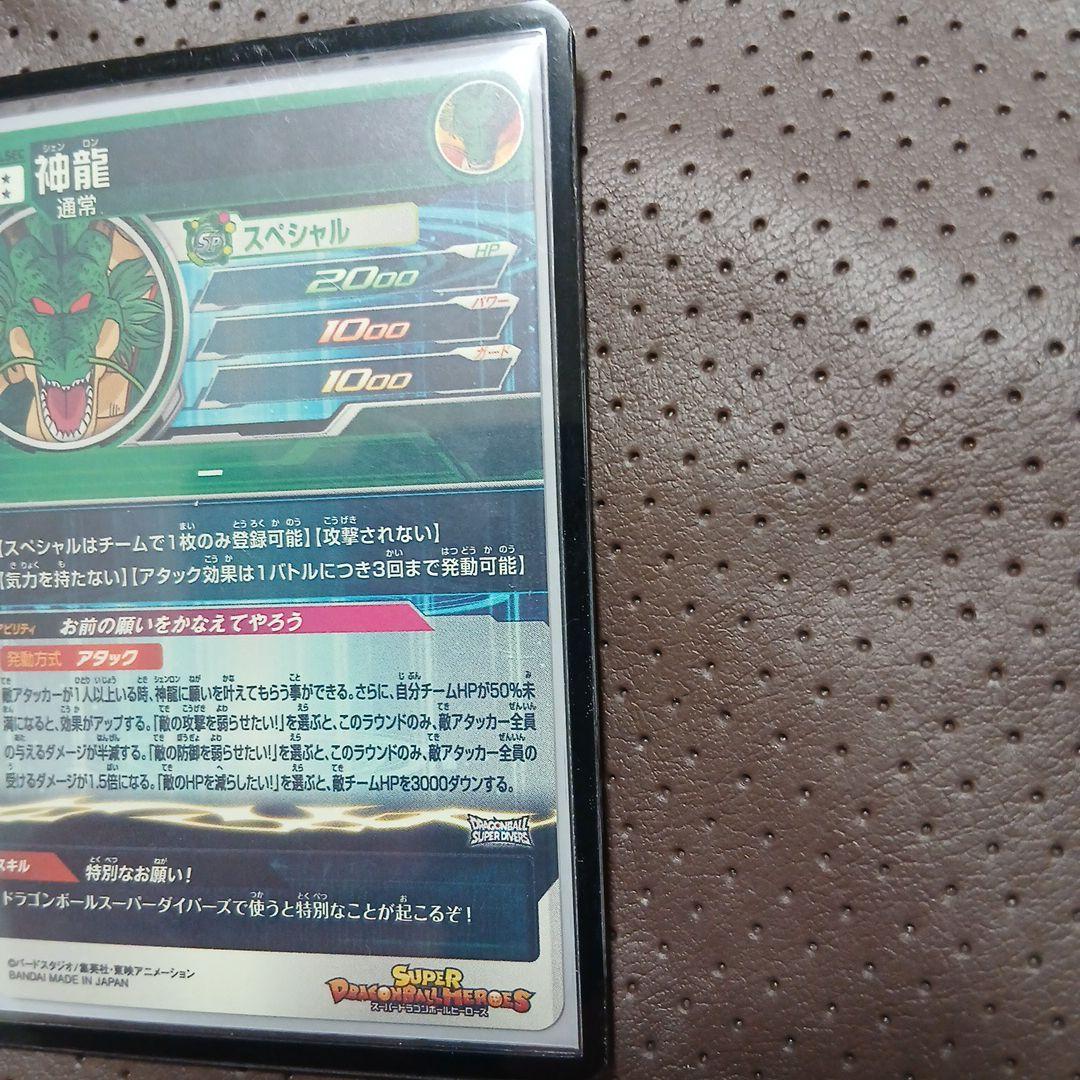 SEC
神龍
シェン ロン
通常
SP スペシャル
HP
2000
パワー
1000
ガード
1000
【スペシャルはチームで1枚のみ登録可能】【攻撃されない】
【気力を持たない】【アタック効果は1バトルにつき3回まで発動可能】
アビリティ お前の願いをかなえてやろう
発動方式 アタック
敵アタッカーが1人以上いる時、神龍に願いを叶えてもらう事ができる。さらに、自分チームHPが50%未
満になると、効果がアップする。「敵の攻撃を弱らせたい!」を選ぶと、このラウンドのみ、敵アタッカー全員
の与えるダメージが半減する。「敵の防御を弱らせたい!」を選ぶと、このラウンドのみ、敵アタッカー全員の
受けるダメージが1.5倍になる。「敵のHPを減らしたい!」を選ぶと、敵チームHPを3000ダウンする。
DRAGONBALL
SUPER DIVERS
スキル 特別なお願い!
ドラゴンボールスーパーダイバーズで使うと特別なことが起こるぞ!
©バードスタジオ/集英社・東映アニメーション
BANDAI MADE IN JAPAN
SUPER
DRAGONBALL HEROES
スーパードラゴンボールヒーローズ